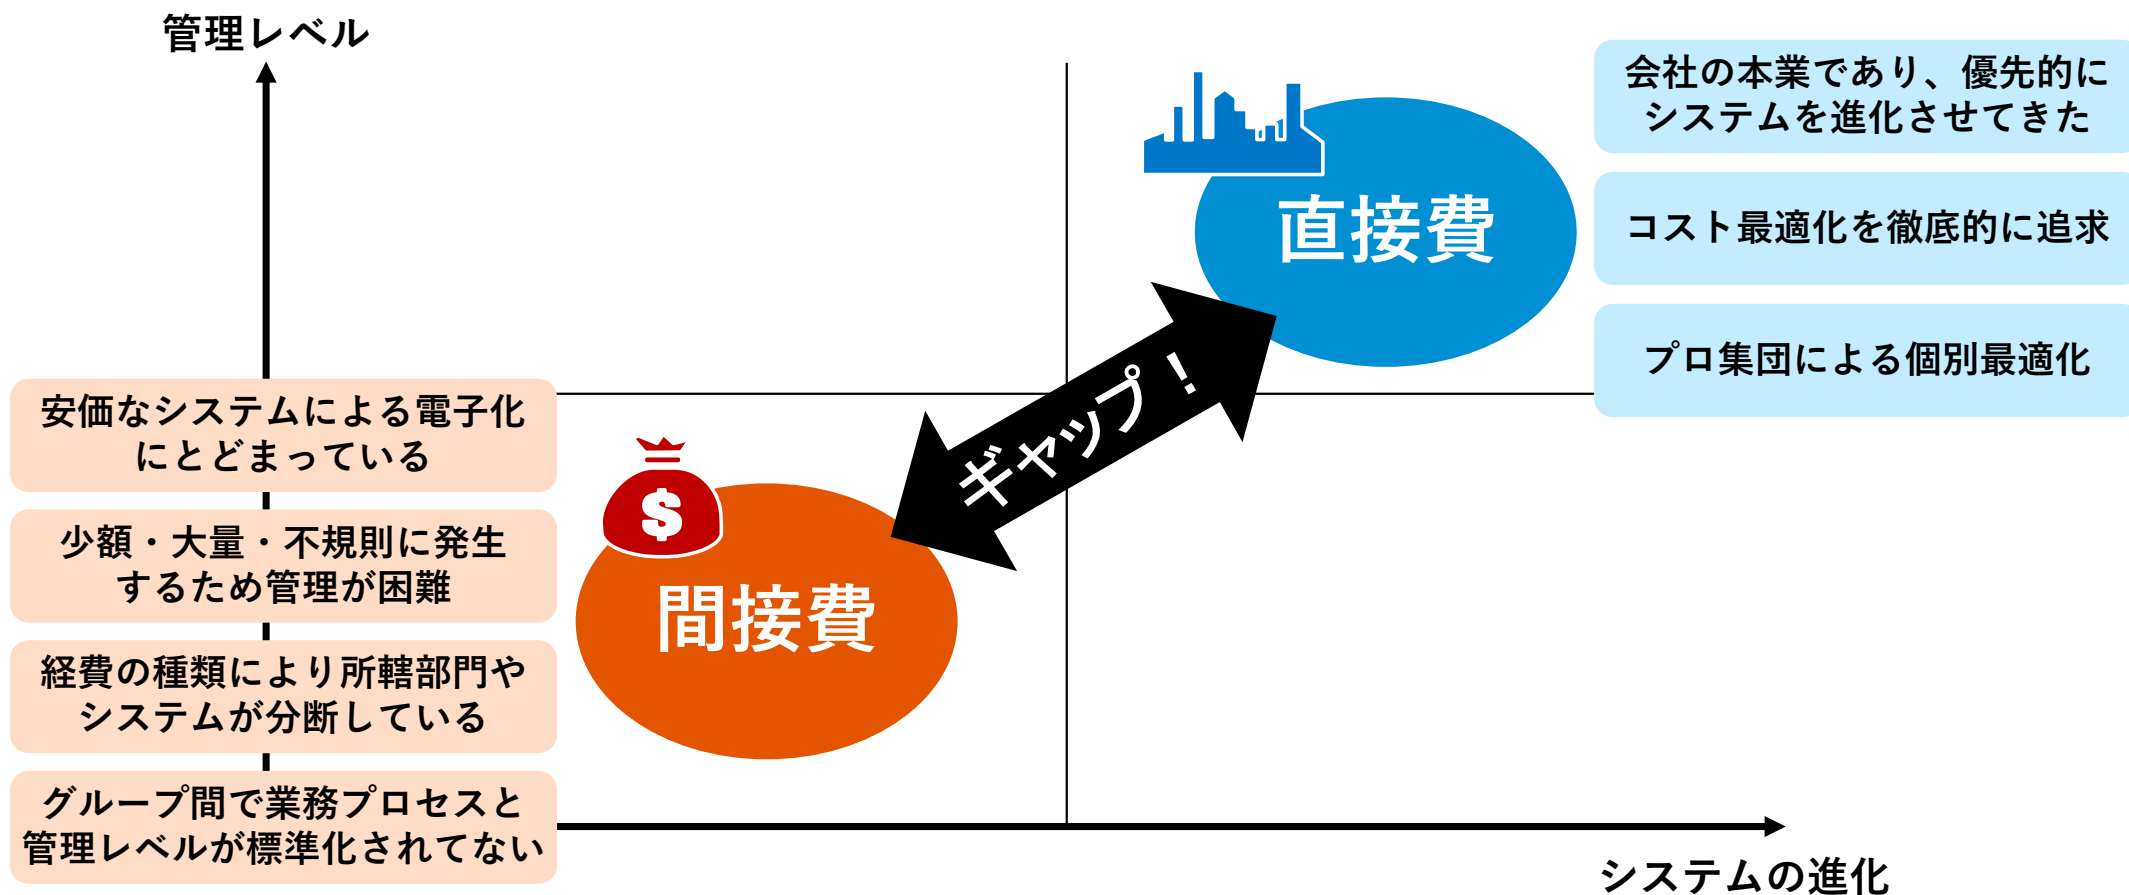 管理レベル
会社の本業であり、優先的に
システムを進化させてきた
コスト最適化を徹底的に追求
プロ集団による個別最適化
直接費
ギャップ！
安価なシステムによる電子化
にとどまっている
少額・大量・不規則に発生
するため管理が困難
経費の種類により所轄部門や
システムが分断している
グループ間で業務プロセスと
管理レベルが標準化されてない
$
間接費
システムの進化